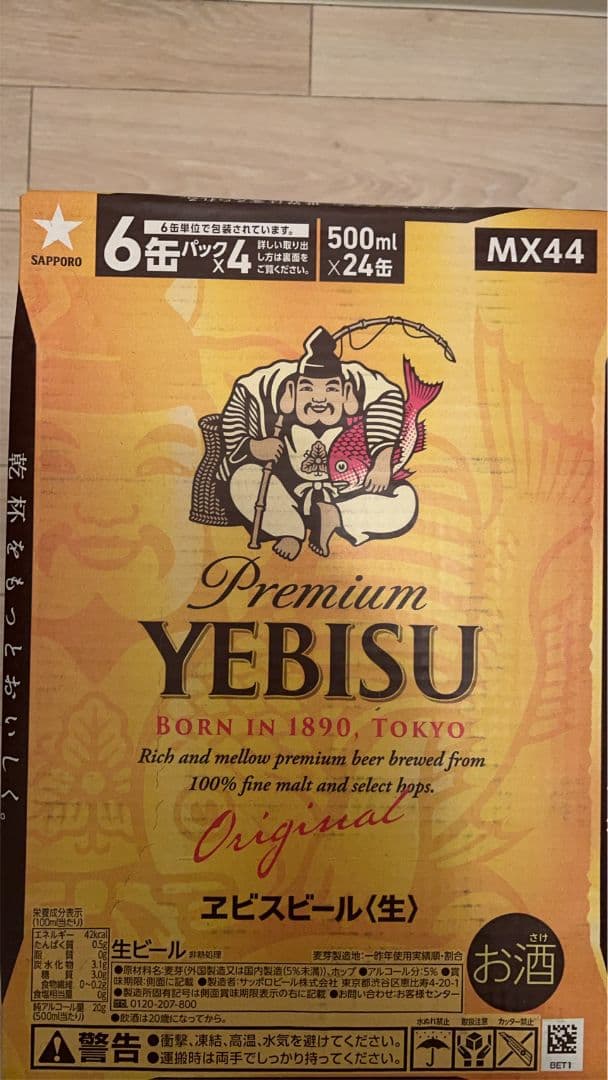 SAPPORO
6缶単位で包装されています。
6缶パック×4
詳しい取り出し方は裏面をご覧ください。
500ml
×24缶
MX44
乾杯をもっとおいしく。
Premium
YEBISU
BORN IN 1890, TOKYO
Rich and mellow premium beer brewed from
100% fine malt and select hops.
Original
ヱビスビール〈生〉
栄養成分表示
(100ml当たり)
エネルギー 42kcal
たんぱく質 0.5g
脂質 0g
炭水化物 3.1g
糖質 3.0g
食物繊維 0~0.2g
食塩相当量 0g
純アルコール量 20g
(500ml当たり)
生ビール 非熱処理
麦芽製造地:一昨年使用実績順・割合
●原材料名:麦芽(外国製造又は国内製造(5%未満))、ホップ ●アルコール分:5% ●賞
味期限:側面に記載 ●製造者:サッポロビール株式会社 東京都渋谷区恵比寿4-20-1
●製造所固有記号は側面賞味期限表示の右に記載 ●お問い合わせ:お客様センター
0120-207-800
●飲酒は20歳になってから。
さけ
お酒
警告
●衝撃、凍結、高温、水気を避けてください。
●運搬時は両手でしっかり持ってください。
水ぬれ禁止
取扱注意
カッター禁止
BET1